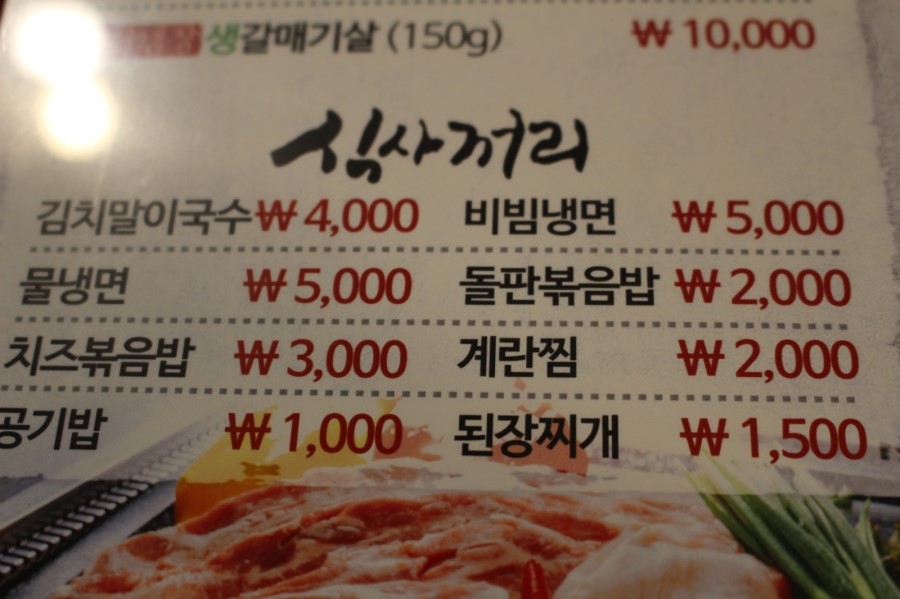 생갈매기살 (150g) ₩ 10,000
식사꺼리
김치말이국수 ₩ 4,000 비빔냉면 ₩ 5,000
물냉면 ₩ 5,000 돌판볶음밥 ₩ 2,000
치즈볶음밥 ₩ 3,000 계란찜 ₩ 2,000
공기밥 ₩ 1,000 된장찌개 ₩ 1,500